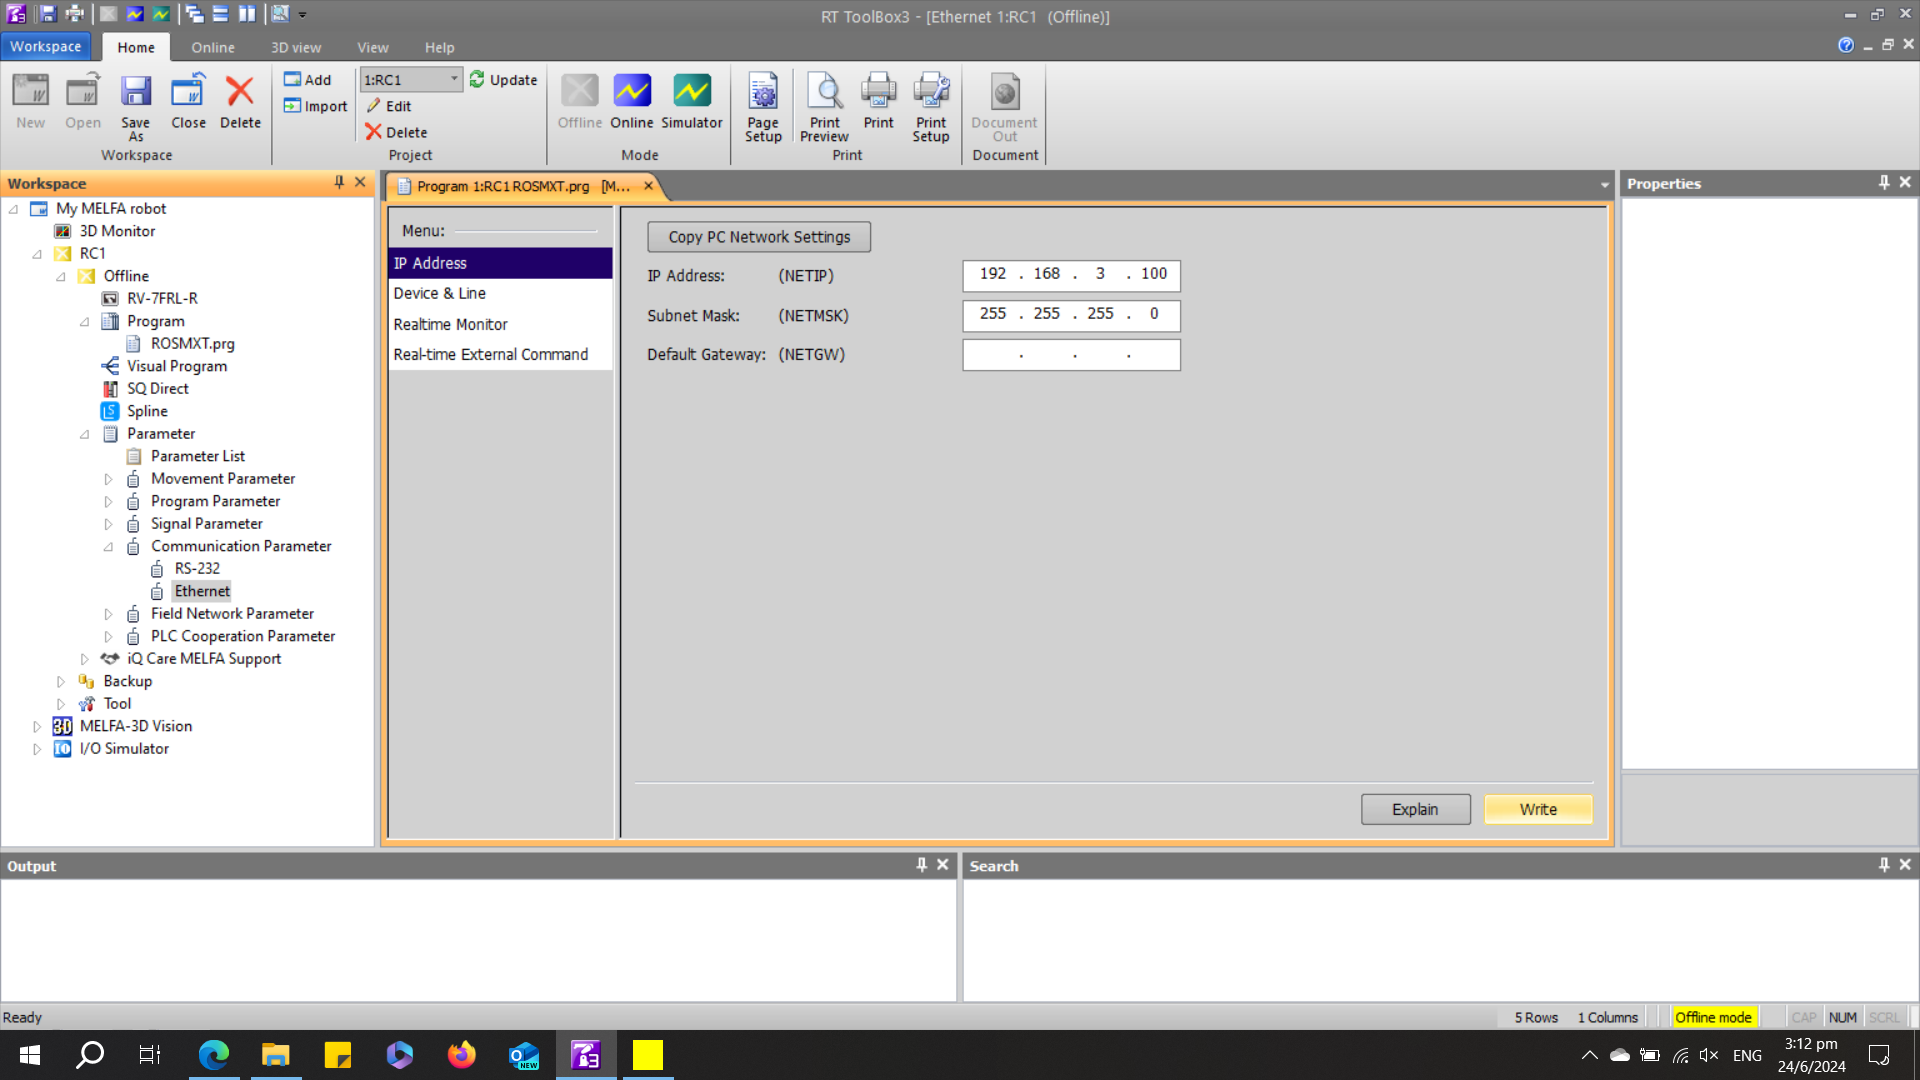 RT ToolBox3 - [Ethernet 1:RC1 (Offline)]
Workspace Home Online 3D view View Help
New Open Save As Close Delete
Workspace
Add
Import
1:RC1 Update
Edit
Delete
Project
Offline Online Simulator
Mode
Page Setup Print Preview Print Print Setup
Print
Document Out
Document
Workspace
My MELFA robot
3D Monitor
RC1
Offline
RV-7FRL-R
Program
ROSMXT.prg
Visual Program
SQ Direct
Spline
Parameter
Parameter List
Movement Parameter
Program Parameter
Signal Parameter
Communication Parameter
RS-232
Ethernet
Field Network Parameter
PLC Cooperation Parameter
iQ Care MELFA Support
Backup
Tool
MELFA-3D Vision
I/O Simulator
Program 1:RC1 ROSMXT.prg [M...
Menu:
IP Address
Device & Line
Realtime Monitor
Real-time External Command
Copy PC Network Settings
IP Address: (NETIP) 192 . 168 . 3 . 100
Subnet Mask: (NETMSK) 255 . 255 . 255 . 0
Default Gateway: (NETGW) . . .
Explain Write
Properties
Output
Search
Ready 5 Rows 1 Columns Offline mode CAP NUM SCRL
ENG
3:12 pm
24/6/2024